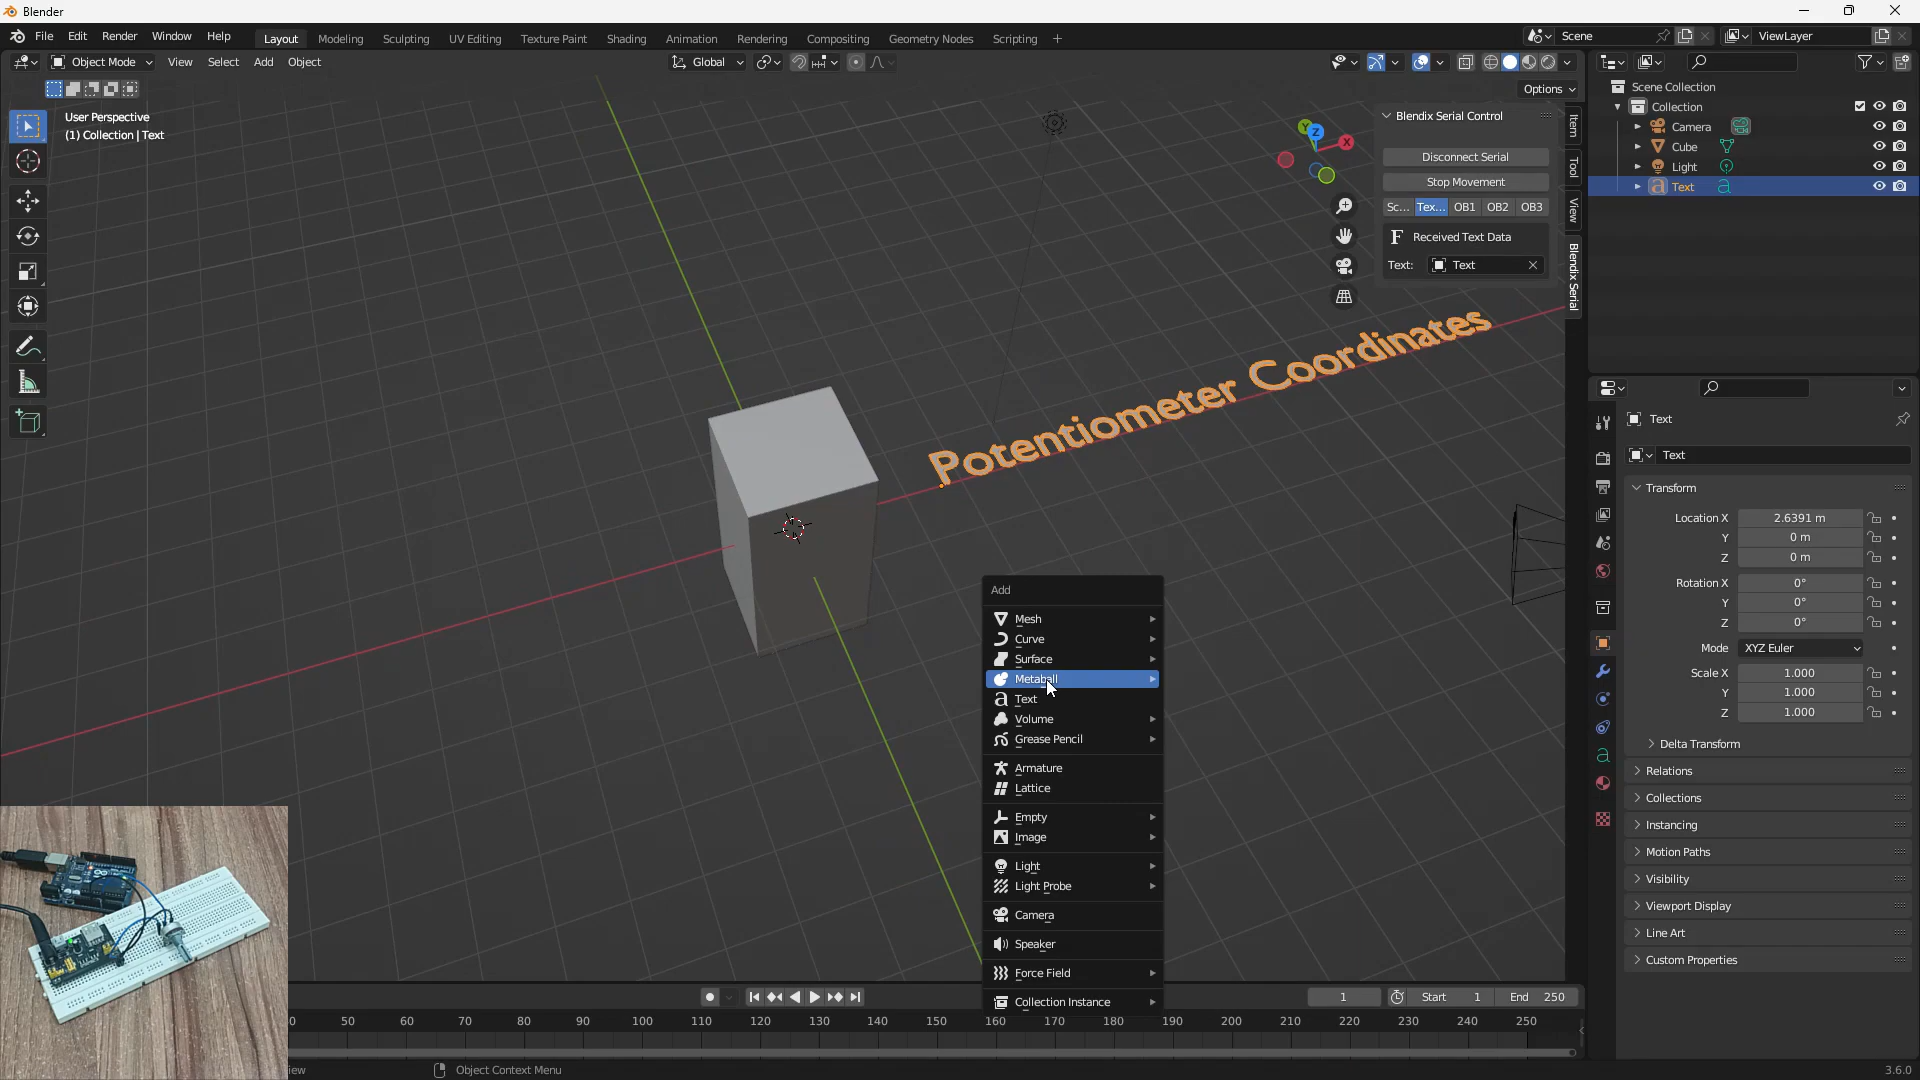 Blender
File Edit Render Window Help
Layout Modeling Sculpting UV Editing Texture Paint Shading Animation Rendering Compositing Geometry Nodes Scripting +
Scene
ViewLayer
Object Mode View Select Add Object
Global
Options
User Perspective
(1) Collection | Text
Y
Z
X
Blendix Serial Control
Disconnect Serial
Stop Movement
Sc... Tex... OB1 OB2 OB3
F Received Text Data
Text: Text
Item
Tool
View
Blendix Serial
Potentiometer Coordinates
Scene Collection
Collection
Camera
Cube
Light
Text
Text
Text
Transform
Location X 2.6391 m
Y 0 m
Z 0 m
Rotation X 0°
Y 0°
Z 0°
Mode XYZ Euler
Scale X 1.000
Y 1.000
Z 1.000
Delta Transform
Relations
Collections
Instancing
Motion Paths
Visibility
Viewport Display
Line Art
Custom Properties
Add
Mesh
Curve
Surface
Metaball
Text
Volume
Grease Pencil
Armature
Lattice
Empty
Image
Light
Light Probe
Camera
Speaker
Force Field
Collection Instance
1 Start 1 End 250
0 50 60 70 80 90 100 110 120 130 140 150 160 170 180 190 200 210 220 230 240 250
iew Object Context Menu
3.6.0